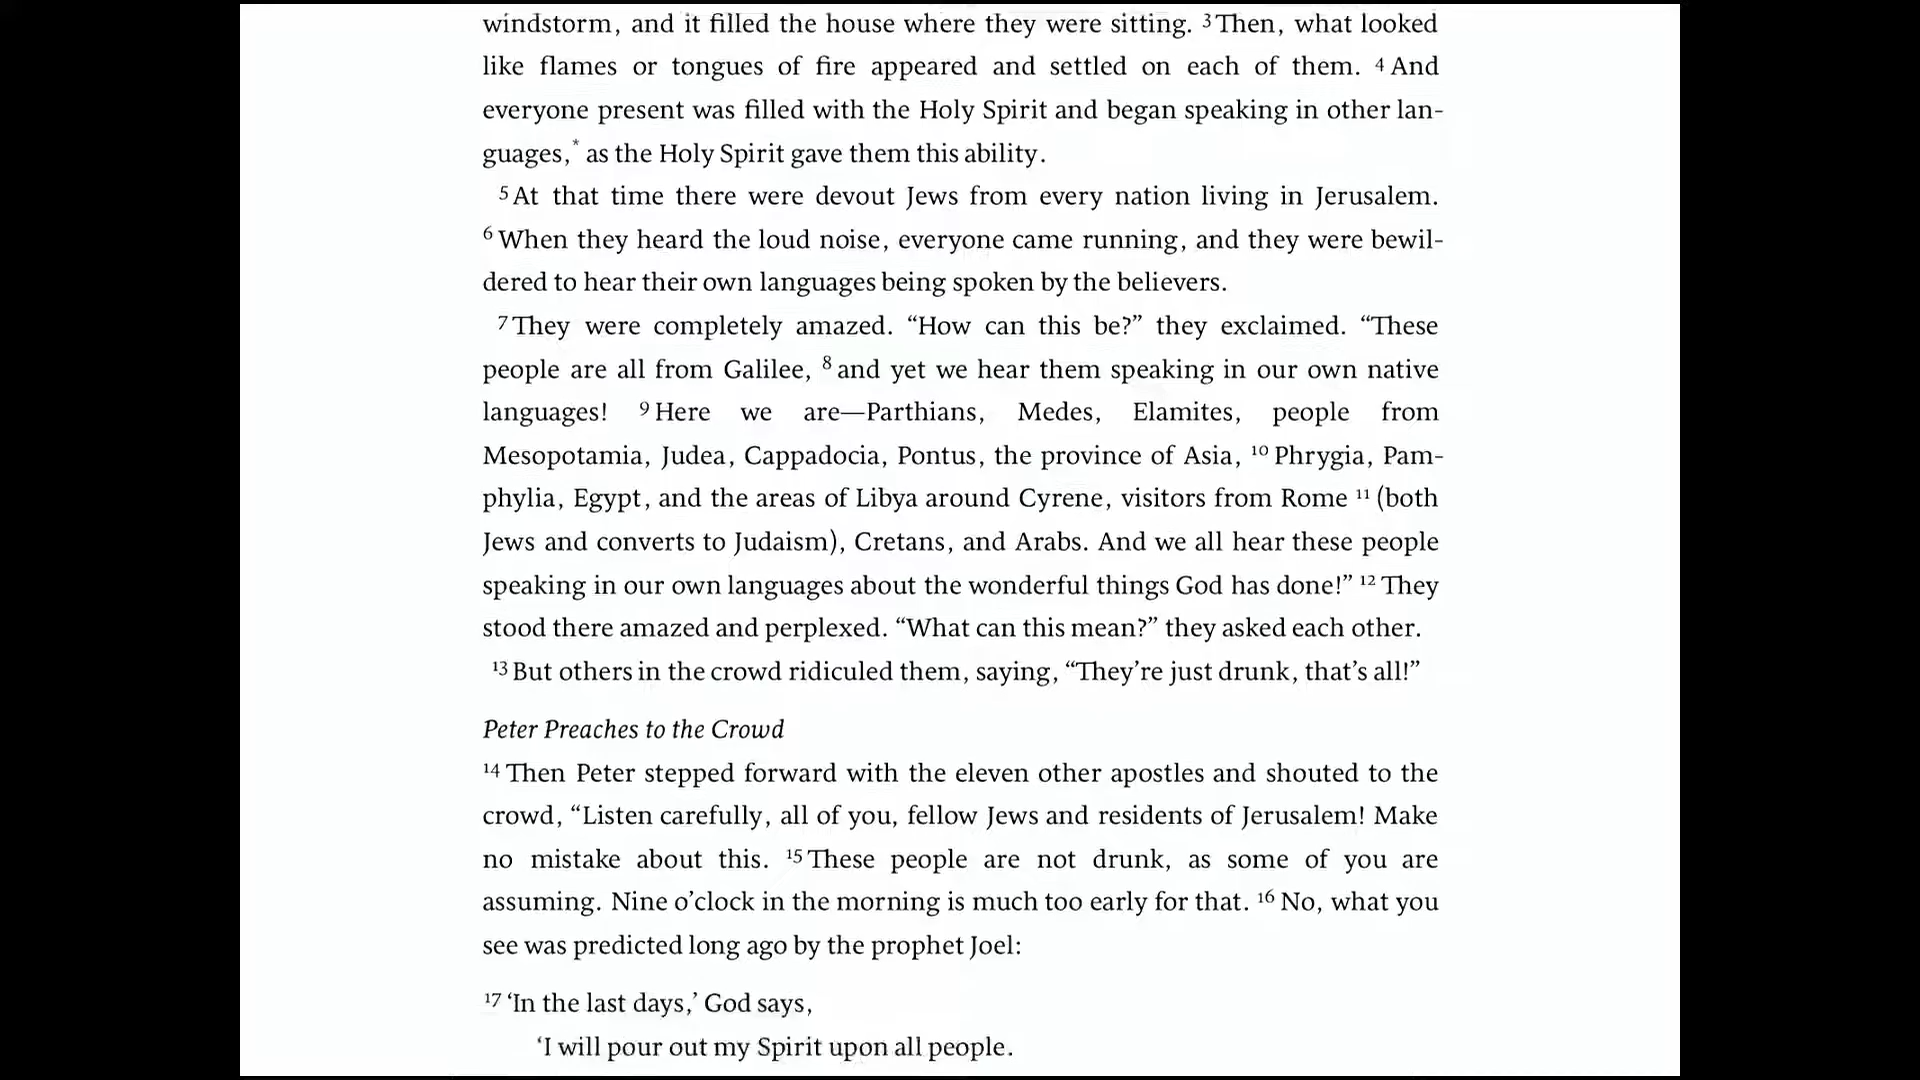 windstorm, and it filled the house where they were sitting. 3 Then, what looked
like flames or tongues of fire appeared and settled on each of them. 4 And
everyone present was filled with the Holy Spirit and began speaking in other lan-
guages,* as the Holy Spirit gave them this ability.
5 At that time there were devout Jews from every nation living in Jerusalem.
6 When they heard the loud noise, everyone came running, and they were bewil-
dered to hear their own languages being spoken by the believers.
7 They were completely amazed. “How can this be?” they exclaimed. “These
people are all from Galilee, 8 and yet we hear them speaking in our own native
languages! 9 Here we are—Parthians, Medes, Elamites, people from
Mesopotamia, Judea, Cappadocia, Pontus, the province of Asia, 10 Phrygia, Pam-
phylia, Egypt, and the areas of Libya around Cyrene, visitors from Rome 11 (both
Jews and converts to Judaism), Cretans, and Arabs. And we all hear these people
speaking in our own languages about the wonderful things God has done!” 12 They
stood there amazed and perplexed. “What can this mean?” they asked each other.
13 But others in the crowd ridiculed them, saying, “They’re just drunk, that’s all!”
Peter Preaches to the Crowd
14 Then Peter stepped forward with the eleven other apostles and shouted to the
crowd, “Listen carefully, all of you, fellow Jews and residents of Jerusalem! Make
no mistake about this. 15 These people are not drunk, as some of you are
assuming. Nine o’clock in the morning is much too early for that. 16 No, what you
see was predicted long ago by the prophet Joel:
17 ‘In the last days,’ God says,
‘I will pour out my Spirit upon all people.